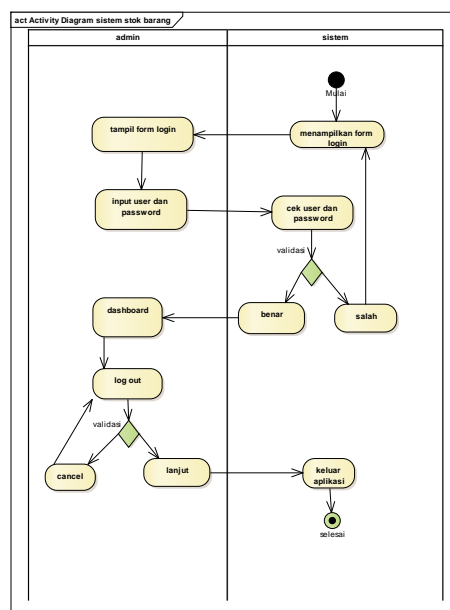 act Activity Diagram sistem stok barang
admin
sistem
Mulai
tampil form login
menampilkan form
login
input user dan
password
cek user dan
password
validasi
dashboard
benar
salah
log out
validasi
cancel
lanjut
keluar
aplikasi
selesai